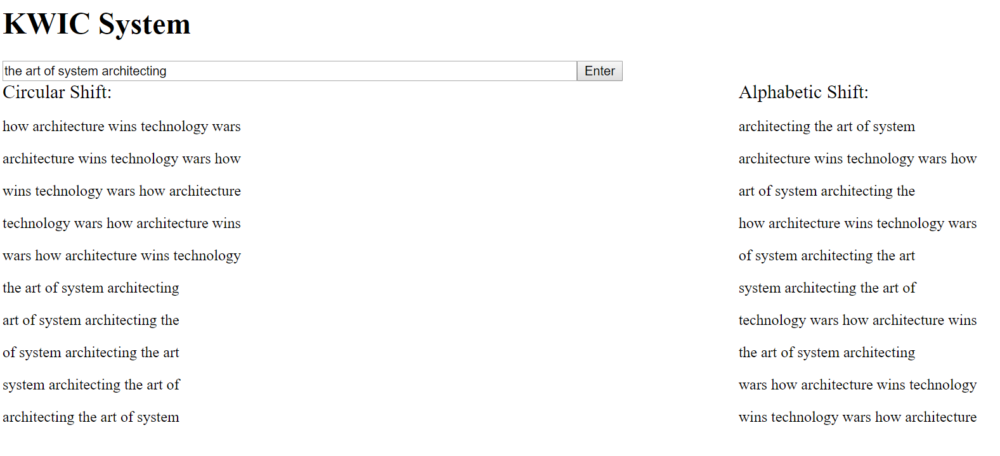 KWIC System
the art of system architecting
Enter
Circular Shift:
how architecture wins technology wars
architecture wins technology wars how
wins technology wars how architecture
technology wars how architecture wins
wars how architecture wins technology
the art of system architecting
art of system architecting the
of system architecting the art
system architecting the art of
architecting the art of system
Alphabetic Shift:
architecting the art of system
architecture wins technology wars how
art of system architecting the
how architecture wins technology wars
of system architecting the art
system architecting the art of
technology wars how architecture wins
the art of system architecting
wars how architecture wins technology
wins technology wars how architecture